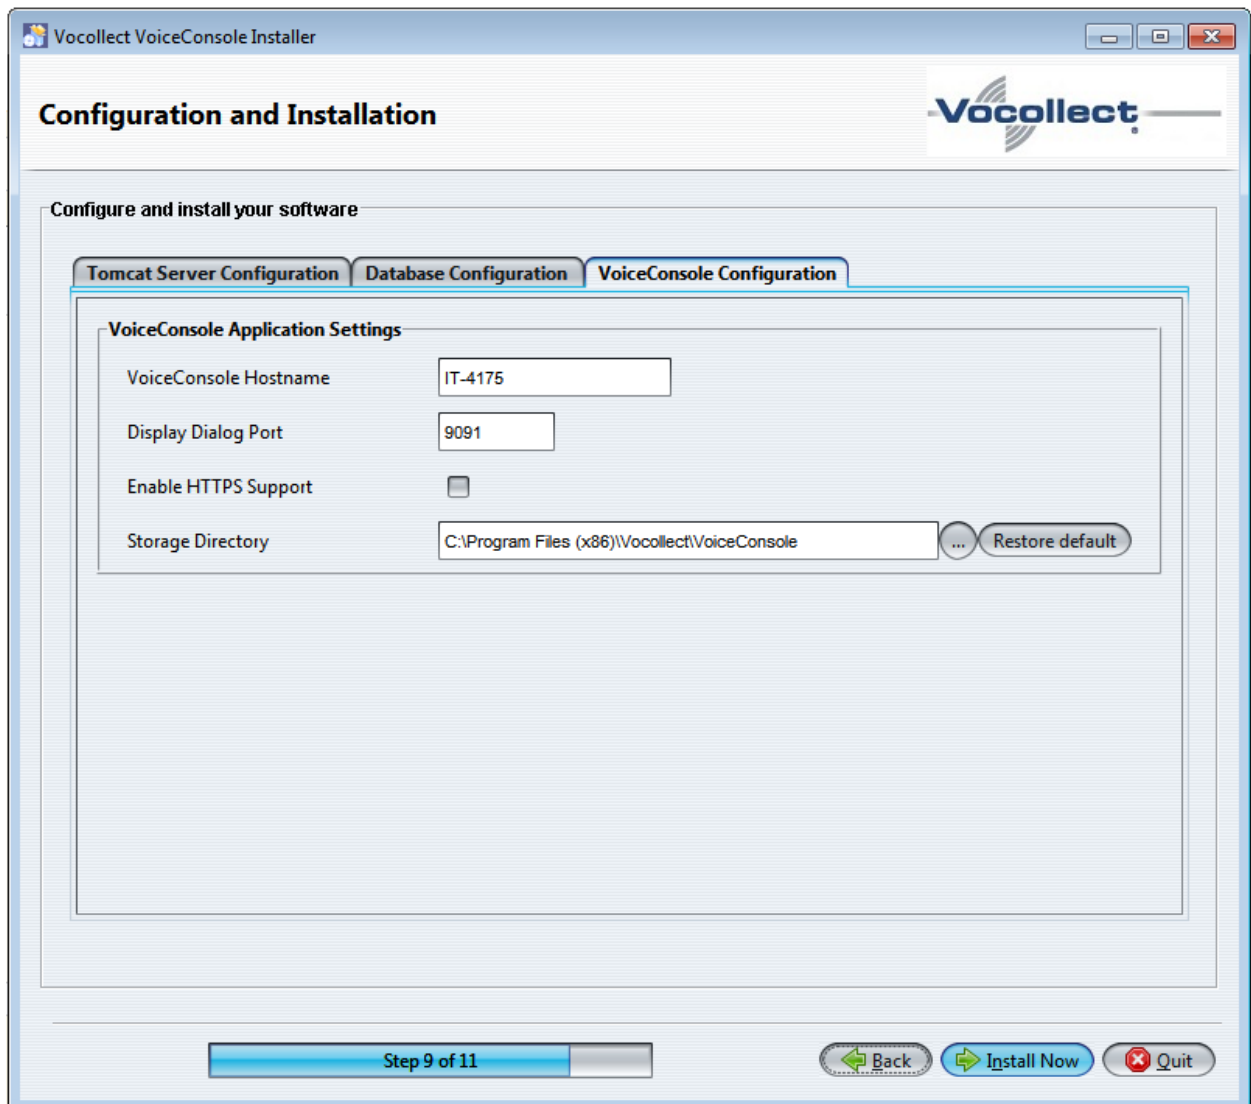 Vocollect VoiceConsole Installer
Configuration and Installation
Vocollect
Configure and install your software
Tomcat Server Configuration Database Configuration VoiceConsole Configuration
VoiceConsole Application Settings
VoiceConsole Hostname IT-4175
Display Dialog Port 9091
Enable HTTPS Support
Storage Directory C:\Program Files (x86)\Vocollect\VoiceConsole ... Restore default
Step 9 of 11 Back Install Now Quit